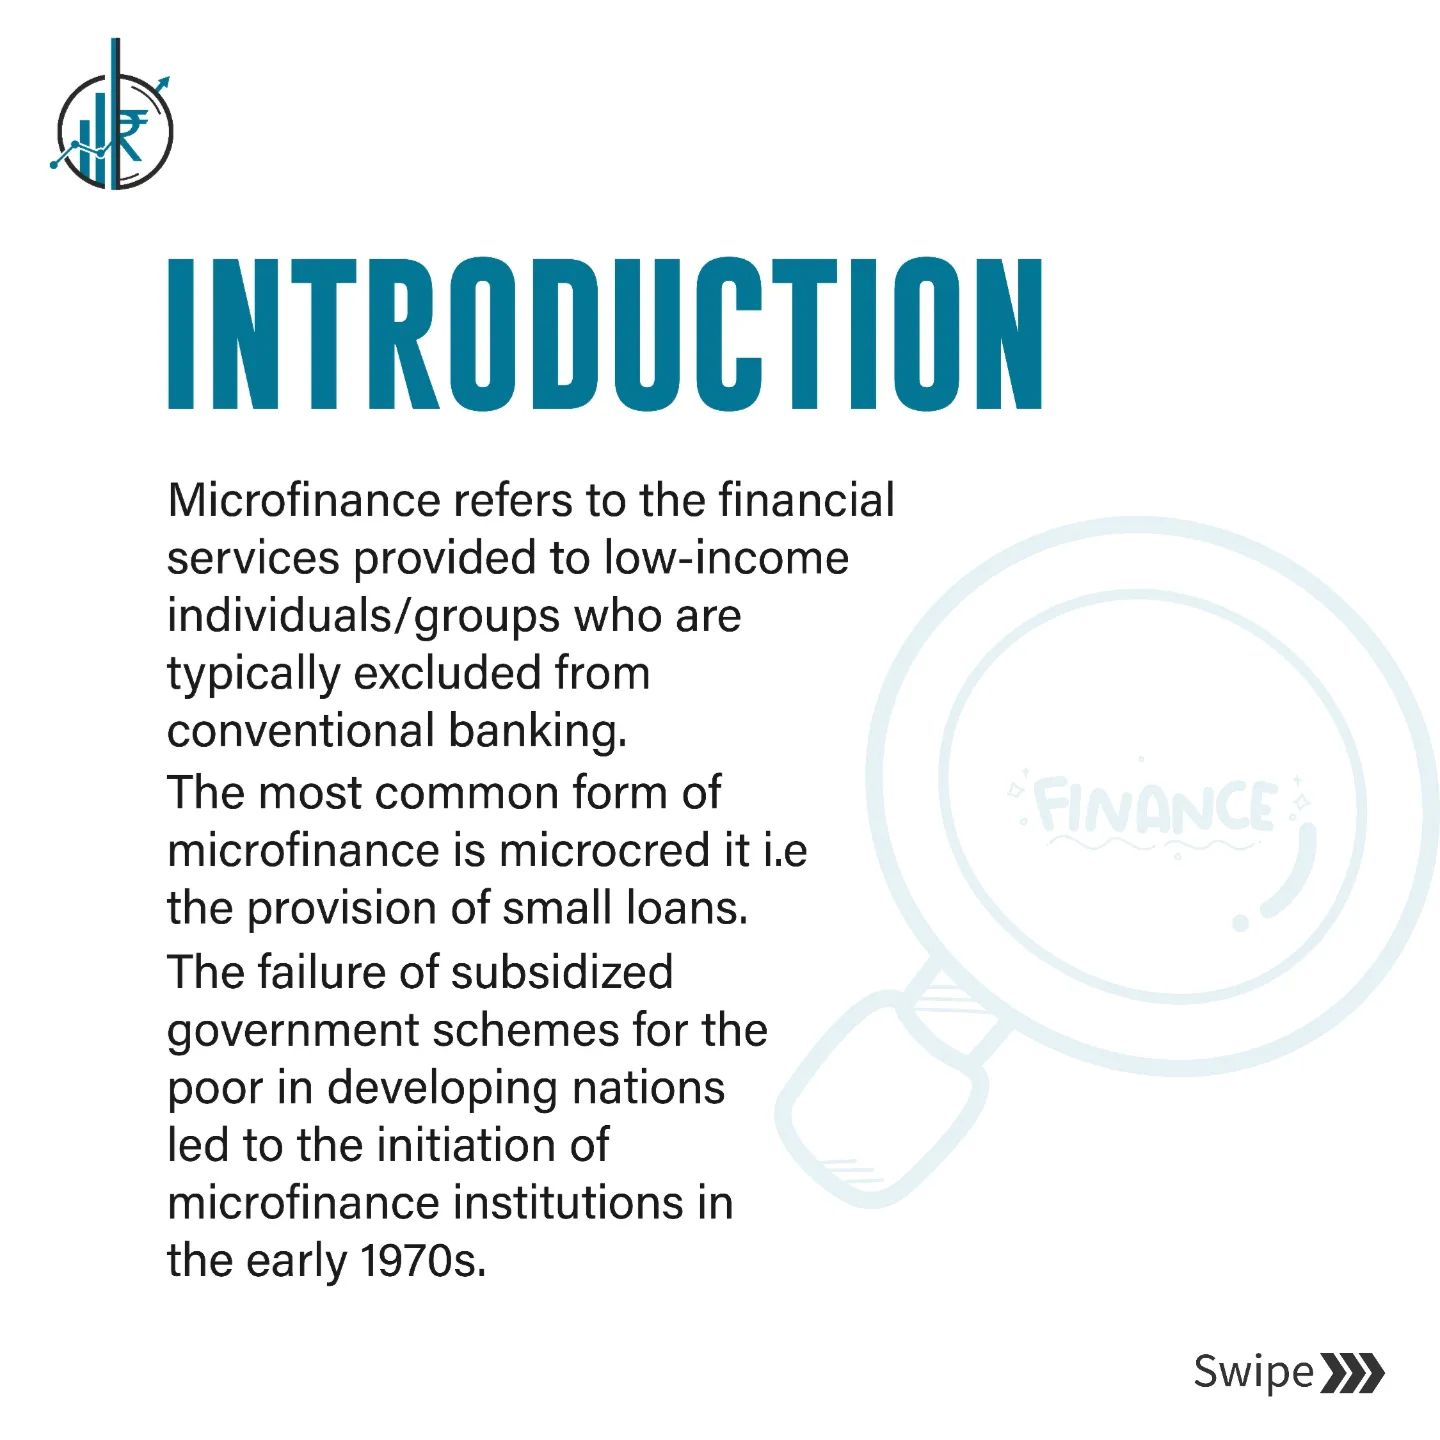 INTRODUCTION
Microfinance refers to the financial
services provided to low-income
individuals/groups who are
typically excluded from
conventional banking.
The most common form of
microfinance is microcred it i.e
the provision of small loans.
The failure of subsidized
government schemes for the
poor in developing nations
led to the initiation of
microfinance institutions in
the early 1970s.
FINANCE
Swipe